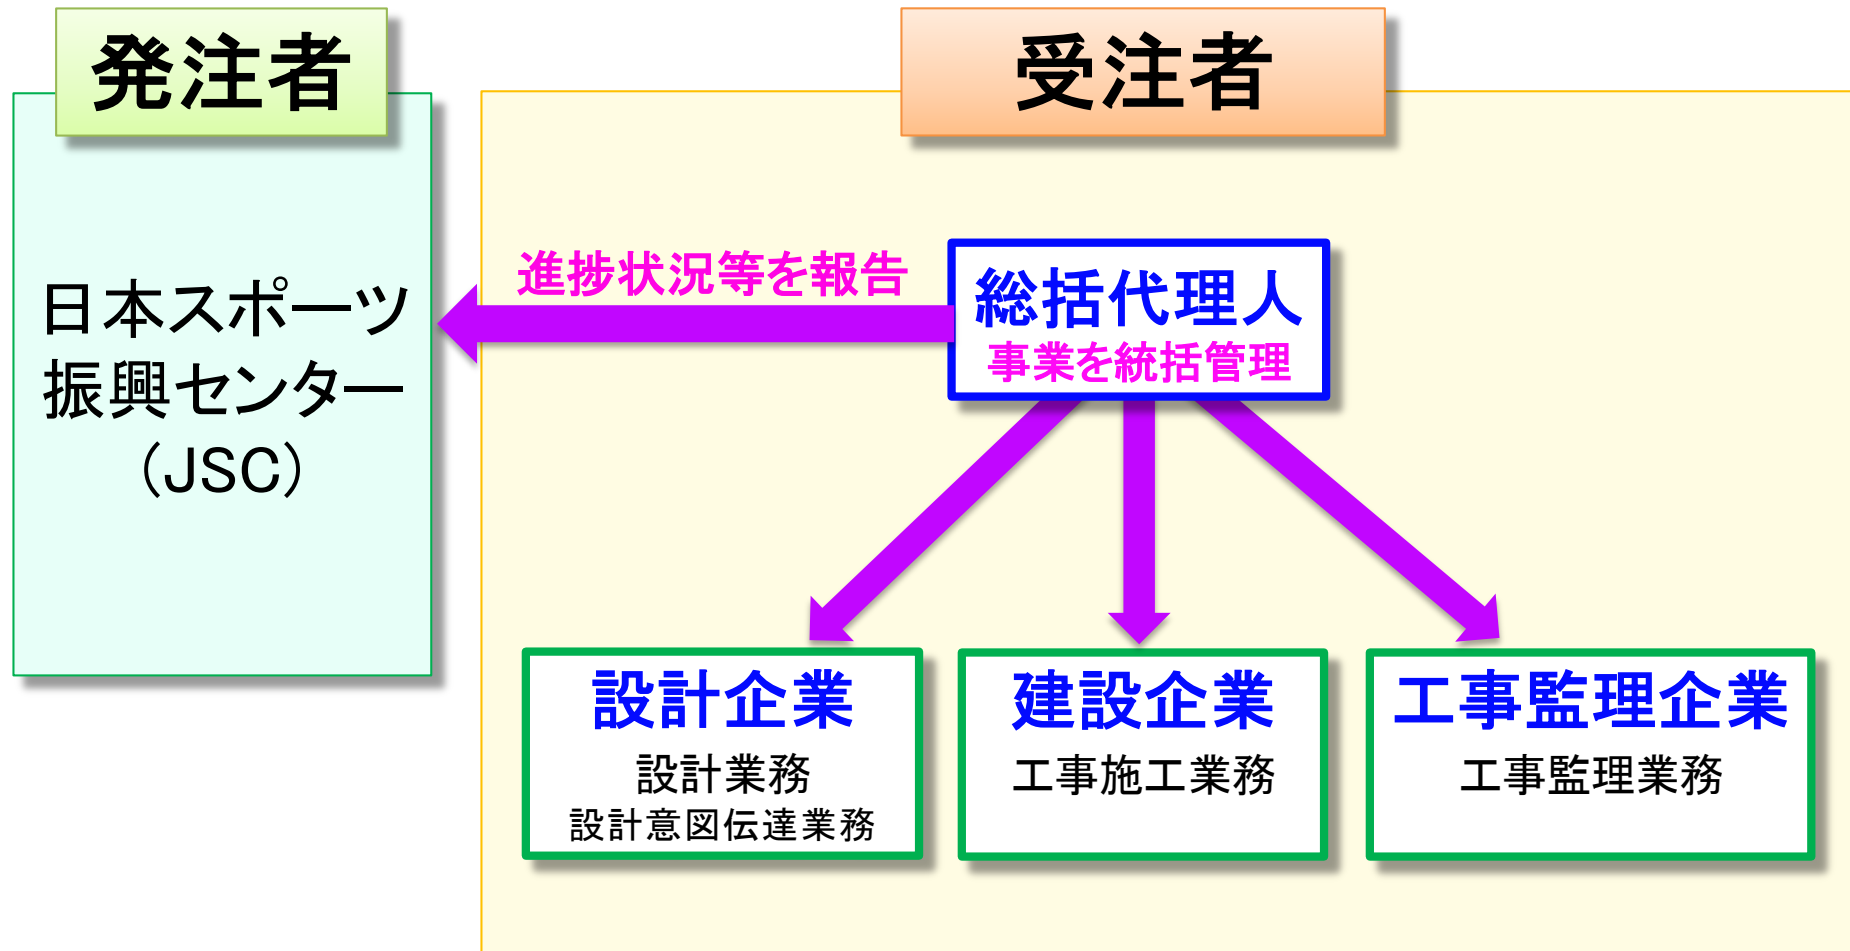 発注者
日本スポーツ
振興センター
（JSC）
受注者
進捗状況等を報告
総括代理人
事業を統括管理
設計企業
設計業務
設計意図伝達業務
建設企業
工事施工業務
工事監理企業
工事監理業務